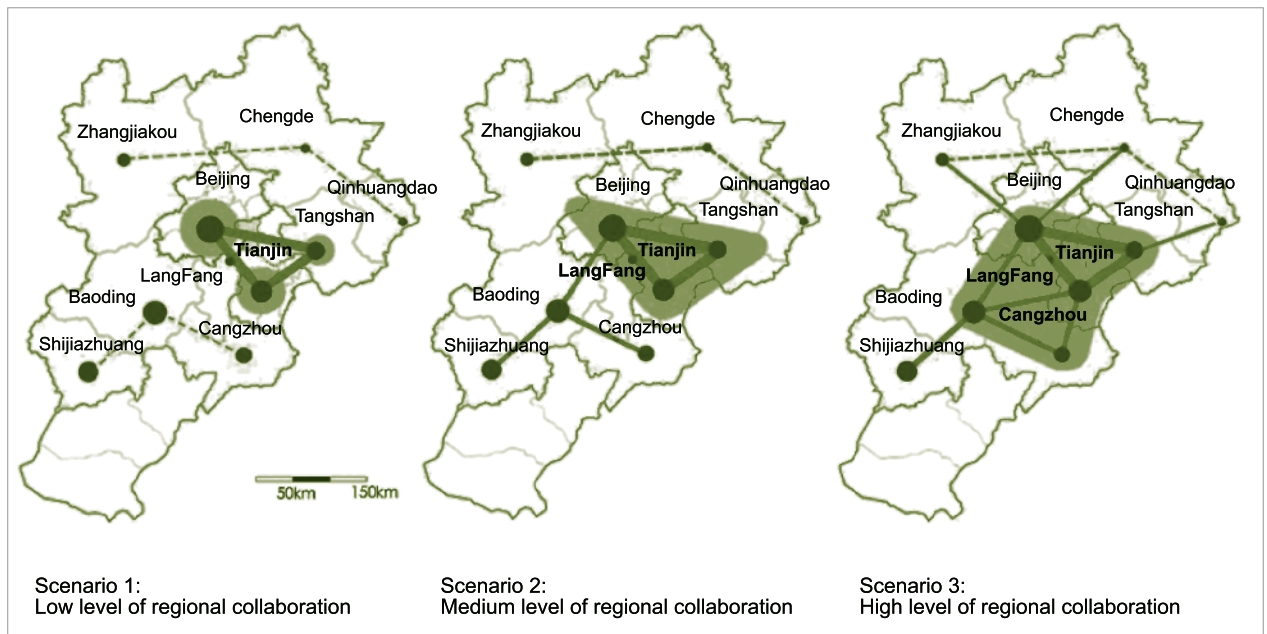 Chengde
Zhangjiakou
Beijing
Qinhuangdao
Tangshan
Tianjin
LangFang
Baoding
Cangzhou
Shijiazhuang
50km 150km
Scenario 1:
Low level of regional collaboration
Chengde
Zhangjiakou
Beijing
Qinhuangdao
Tangshan
Tianjin
LangFang
Baoding
Cangzhou
Shijiazhuang
Scenario 2:
Medium level of regional collaboration
Chengde
Zhangjiakou
Beijing
Qinhuangdao
Tangshan
Tianjin
LangFang
Baoding
Cangzhou
Shijiazhuang
Scenario 3:
High level of regional collaboration